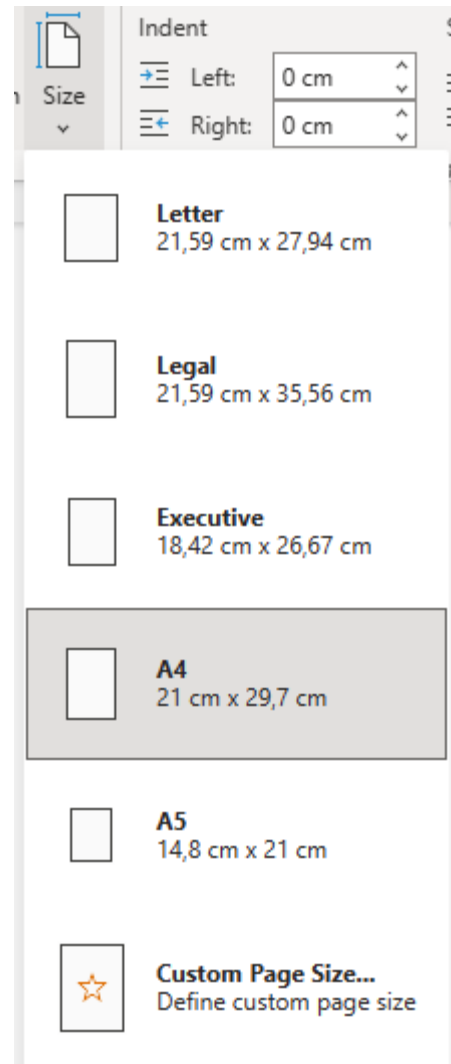 Indent
Size
Left: 0 cm
Right: 0 cm
Letter
21,59 cm x 27,94 cm
Legal
21,59 cm x 35,56 cm
Executive
18,42 cm x 26,67 cm
A4
21 cm x 29,7 cm
A5
14,8 cm x 21 cm
Custom Page Size...
Define custom page size